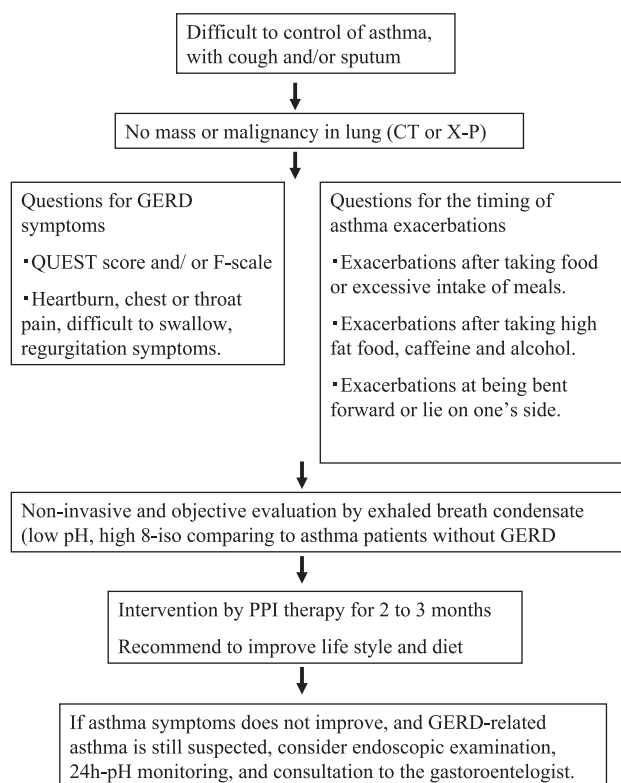 Difficult to control of asthma,
with cough and/or sputum
No mass or malignancy in lung (CT or X-P)
Questions for GERD
symptoms
・QUEST score and/ or F-scale
・Heartburn, chest or throat
pain, difficult to swallow,
regurgitation symptoms.
Questions for the timing of
asthma exacerbations
・Exacerbations after taking food
or excessive intake of meals.
・Exacerbations after taking high
fat food, caffeine and alcohol.
・Exacerbations at being bent
forward or lie on one’s side.
Non-invasive and objective evaluation by exhaled breath condensate
(low pH, high 8-iso comparing to asthma patients without GERD
Intervention by PPI therapy for 2 to 3 months
Recommend to improve life style and diet
If asthma symptoms does not improve, and GERD-related
asthma is still suspected, consider endoscopic examination,
24h-pH monitoring, and consultation to the gastoroentelogist.